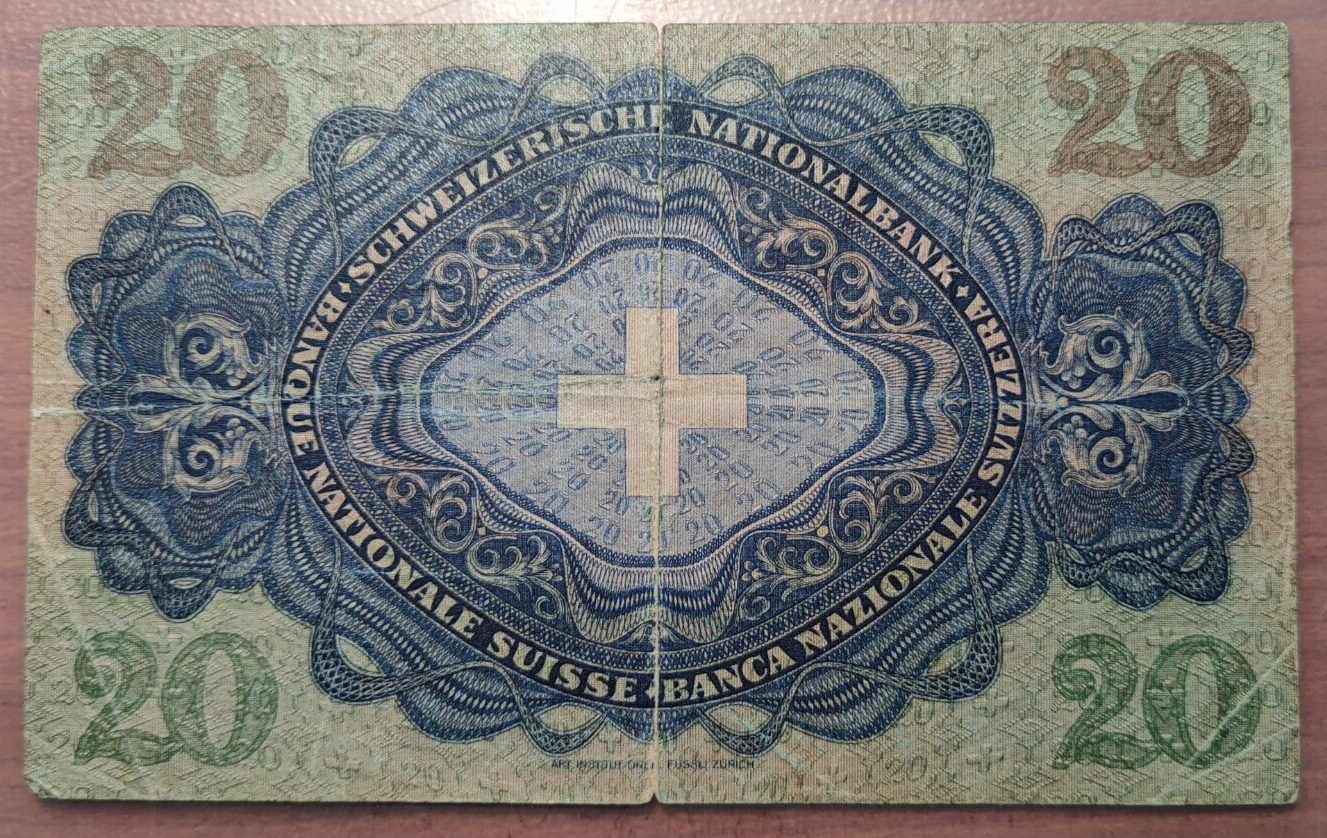 20 20
SCHWEIZERISCHE NATIONALBANK
BANCA NAZIONALE SVIZZERA
BANQUE NATIONALE SUISSE
20 20
ART. INSTITUT ORELL FÜSSLI ZÜRICH